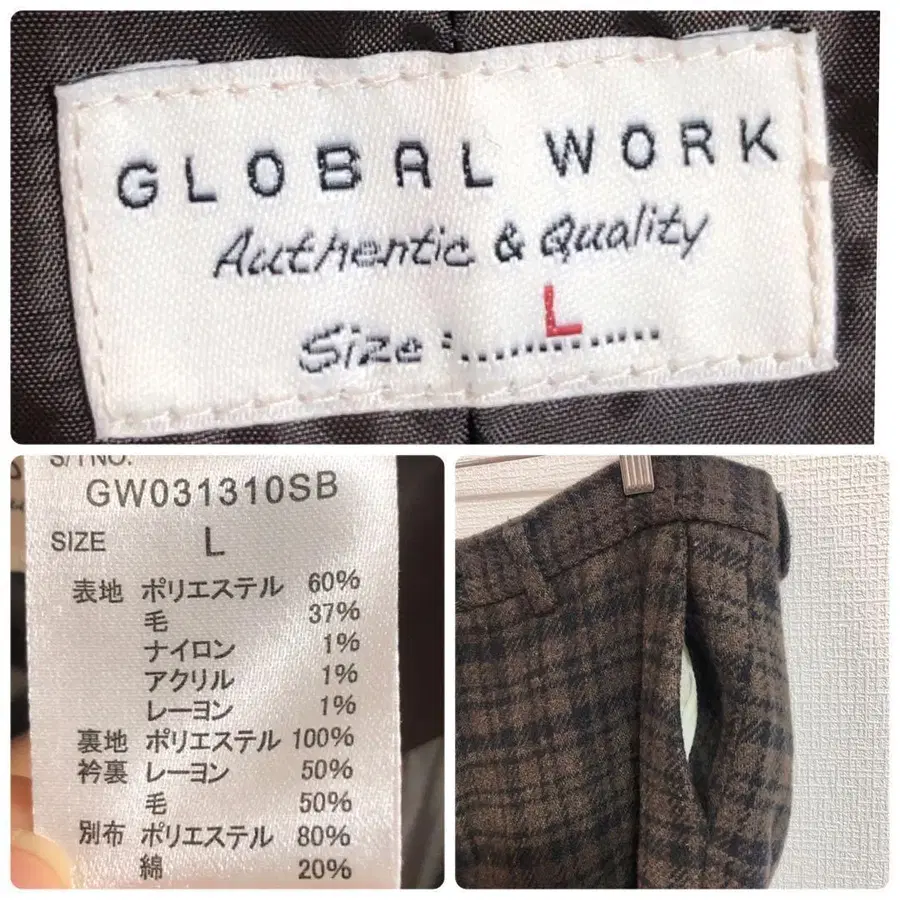 GLOBAL WORK
Authentic & Quality
Size:..............L
S/T NO.
GW031310SB
SIZE L
表地 ポリエステル 60%
毛 37%
ナイロン 1%
アクリル 1%
レーヨン 1%
裏地 ポリエステル 100%
衿裏 レーヨン 50%
毛 50%
別布 ポリエステル 80%
綿 20%